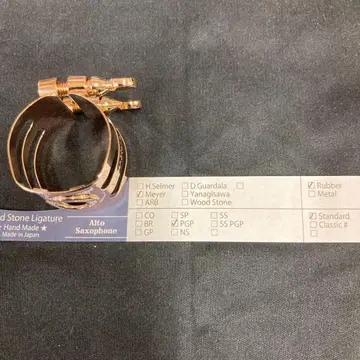 d Stone Ligature
Hand Made ★
Made in Japan
Alto
Saxophone
☐ H.Selmer ☐ D.Guardala ☐
☑ Meyer ☐ Yanagisawa
☐ ARB ☐ Wood Stone
☑ Rubber
☐ Metal
☐ CO ☐ SP ☐ SS
☐ BR ☑ PGP ☐ SS PGP
☐ GP ☐ NS ☐
☑ Standard
☐ Classic #
☐